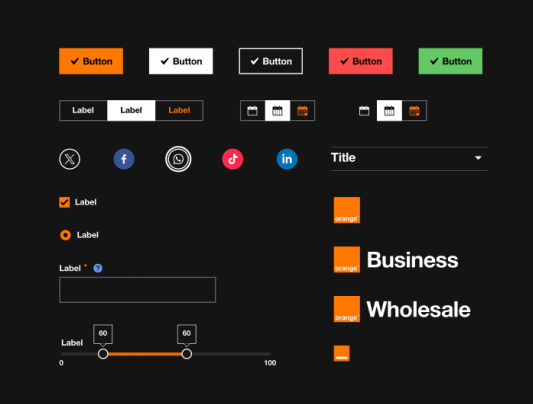 Button
Button
Button
Button
Button
Label
Label
Label
Title
Label
orange
Label
orange
Business
Label * ?
orange
Wholesale
60
60
Label
0
100